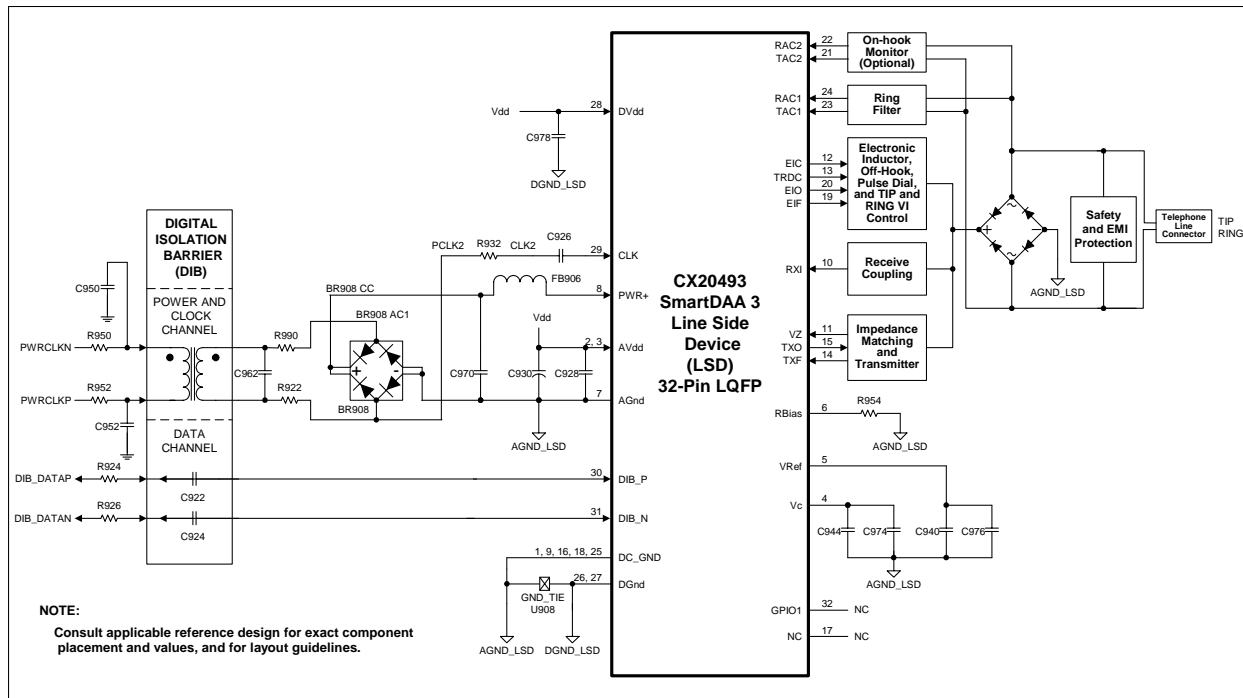 RAC2
22
TAC2
21
On-hook
Monitor
(Optional)
RAC1
24
TAC1
23
Ring
Filter
Vdd
28
DVdd
C978
DGND_LSD
EIC
12
TRDC
13
EIO
20
EIF
19
Electronic
Inductor,
Off-Hook,
Pulse Dial,
and TIP and
RING VI
Control
~
+
-
~
AGND_LSD
Safety
and EMI
Protection
Telephone
Line
Connector
TIP
RING
DIGITAL
ISOLATION
BARRIER
(DIB)
POWER AND
CLOCK
CHANNEL
DATA
CHANNEL
C950
R950
PWRCLKN
R952
PWRCLKP
C952
R990
C962
R922
PCLK2
R932
CLK2
C926
29
CLK
FB906
8
PWR+
BR908 CC
BR908 AC1
+
-
BR908
Vdd
2, 3
AVdd
C970
C930
C928
7
AGnd
AGND_LSD
CX20493
SmartDAA 3
Line Side
Device
(LSD)
32-Pin LQFP
RXI
10
Receive
Coupling
VZ
11
TXO
15
TXF
14
Impedance
Matching
and
Transmitter
RBias
6
R954
AGND_LSD
VRef
5
Vc
4
C944
C974
C940
C976
AGND_LSD
R924
DIB_DATAP
C922
30
DIB_P
R926
DIB_DATAN
C924
31
DIB_N
1, 9, 16, 18, 25
DC_GND
26, 27
DGnd
GND_TIE
U908
AGND_LSD
DGND_LSD
GPIO1
32
NC
NC
17
NC
NOTE:
Consult applicable reference design for exact component
placement and values, and for layout guidelines.